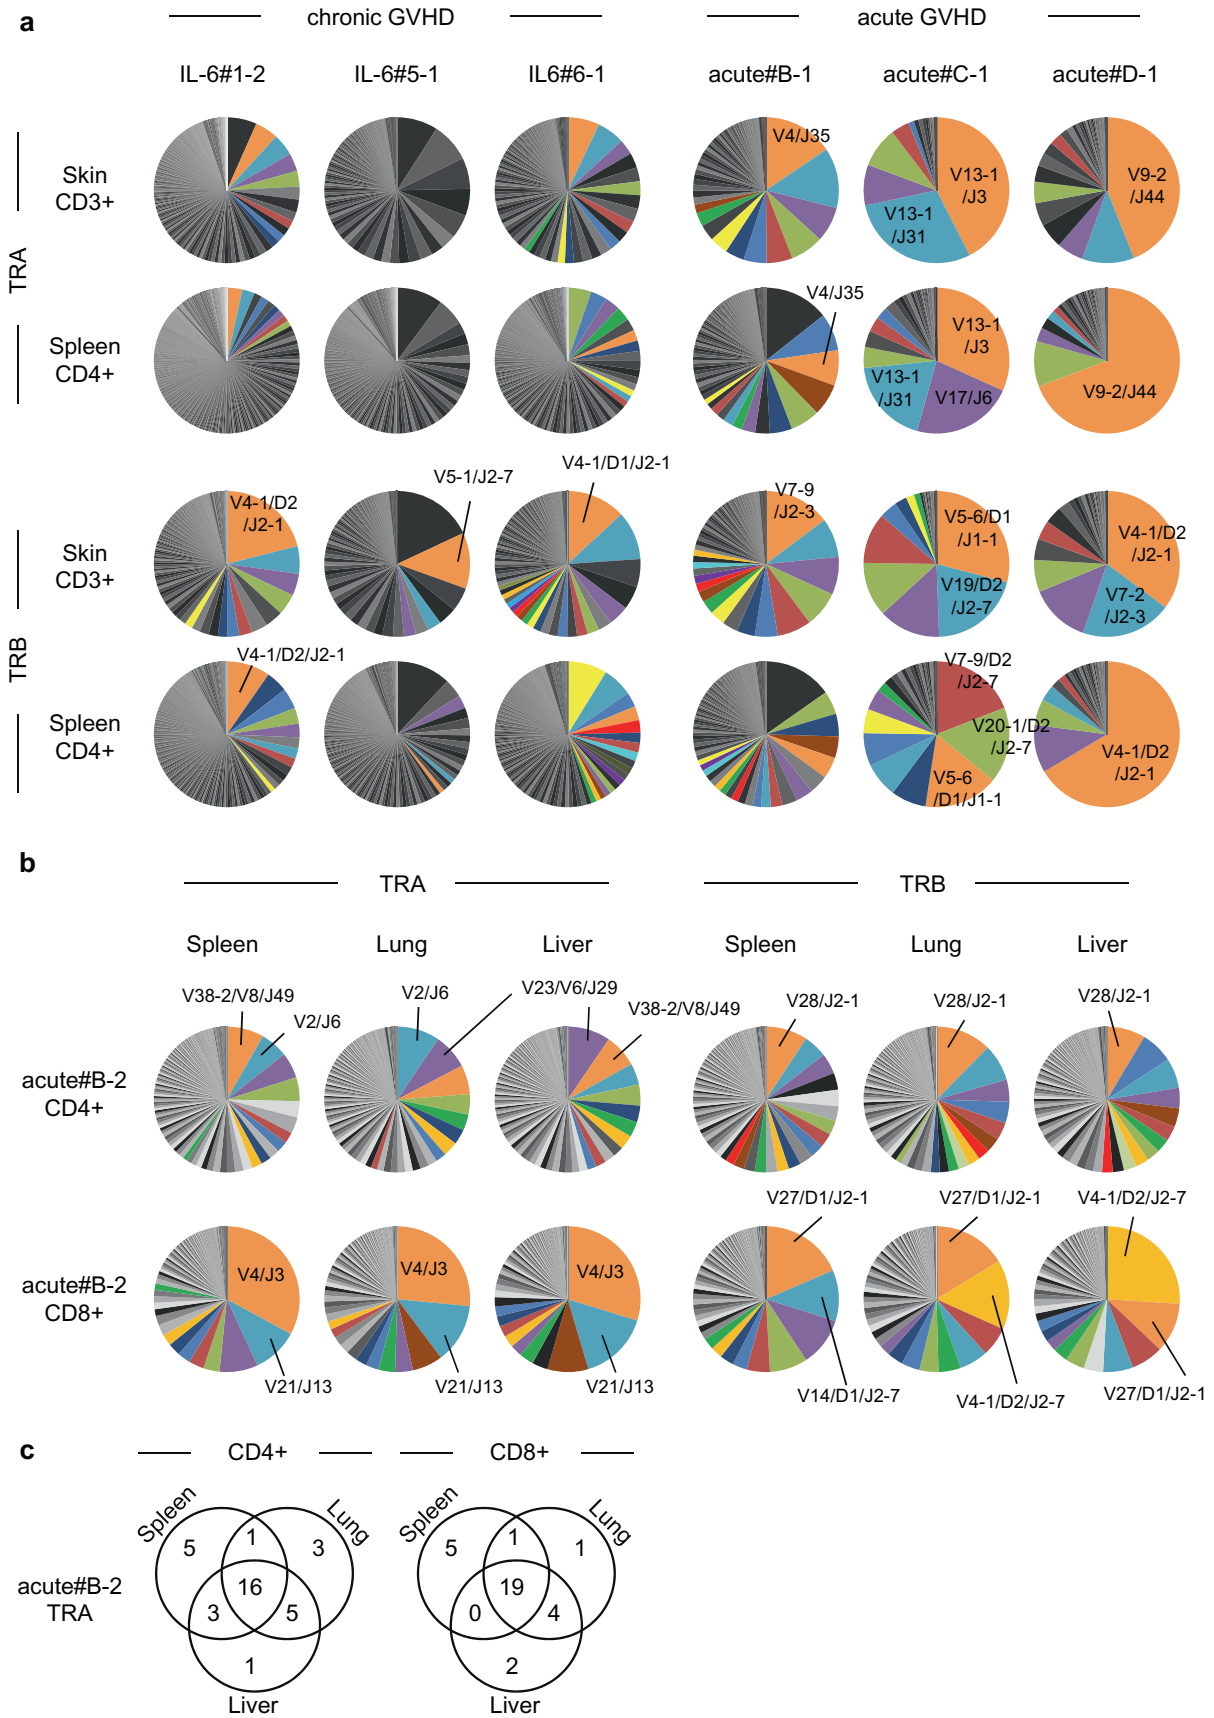 a
chronic GVHD
acute GVHD
IL-6#1-2
IL-6#5-1
IL6#6-1
acute#B-1
acute#C-1
acute#D-1
TRA
Skin
CD3+
V4/J35
V13-1
/J3
V13-1
/J31
V9-2
/J44
Spleen
CD4+
V4/J35
V13-1
/J3
V13-1
/J31
V17/J6
V9-2/J44
TRB
Skin
CD3+
V4-1/D2
/J2-1
V5-1/J2-7
V4-1/D1/J2-1
V7-9
/J2-3
V5-6/D1
/J1-1
V19/D2
/J2-7
V4-1/D2
/J2-1
V7-2
/J2-3
Spleen
CD4+
V4-1/D2/J2-1
V7-9/D2
/J2-7
V20-1/D2
/J2-7
V5-6
/D1/J1-1
V4-1/D2
/J2-1
b
TRA
TRB
Spleen
Lung
Liver
Spleen
Lung
Liver
acute#B-2
CD4+
V38-2/V8/J49
V2/J6
V2/J6
V23/V6/J29
V38-2/V8/J49
V28/J2-1
V28/J2-1
V28/J2-1
acute#B-2
CD8+
V4/J3
V21/J13
V4/J3
V21/J13
V4/J3
V21/J13
V27/D1/J2-1
V14/D1/J2-7
V27/D1/J2-1
V4-1/D2/J2-7
V4-1/D2/J2-7
V27/D1/J2-1
c
CD4+
CD8+
acute#B-2
TRA
Spleen
Lung
5
1
3
16
3
5
1
Liver
Spleen
Lung
5
1
1
19
0
4
2
Liver